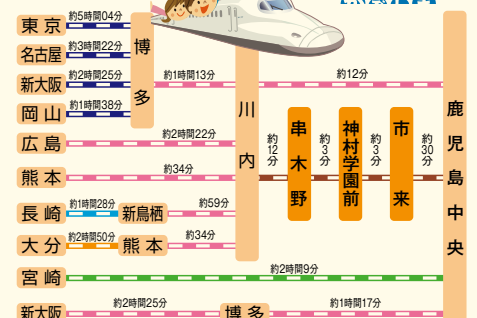 東京 約5時間04分
名古屋 約3時間22分
博多
新大阪 約2時間25分 約1時間13分 約12分
岡山 約1時間38分
川内
広島 約2時間22分
約12分 串木野 約3分 神村学園前 約3分 市来 約30分
鹿児島中央
熊本 約34分
長崎 約1時間28分 新鳥栖 約59分
大分 約2時間50分 熊本 約34分
宮崎 約2時間9分
新大阪 約2時間25分 博多 約1時間17分